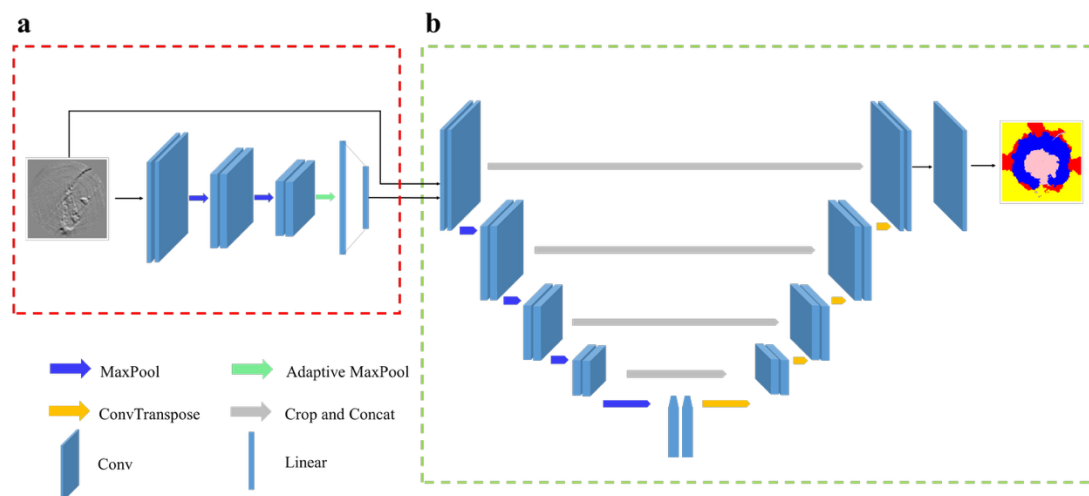 a
b
MaxPool
Adaptive MaxPool
ConvTranspose
Crop and Concat
Conv
Linear